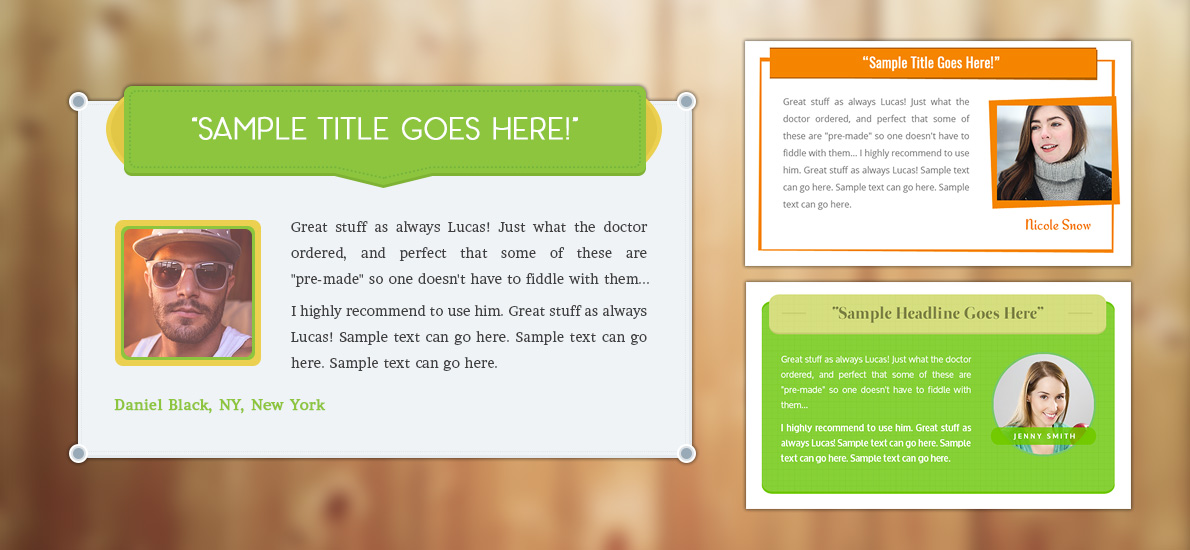 "SAMPLE TITLE GOES HERE!"
Great stuff as always Lucas! Just what the doctor
ordered, and perfect that some of these are
"pre-made" so one doesn't have to fiddle with them...
I highly recommend to use him. Great stuff as always
Lucas! Sample text can go here. Sample text can go
here. Sample text can go here.
Daniel Black, NY, New York
“Sample Title Goes Here!”
Great stuff as always Lucas! Just what the
doctor ordered, and perfect that some of
these are "pre-made" so one doesn't have to
fiddle with them... I highly recommend to use
him. Great stuff as always Lucas! Sample text
can go here. Sample text can go here. Sample
text can go here.
Nicole Snow
"Sample Headline Goes Here"
Great stuff as always Lucas! Just what the doctor
ordered, and perfect that some of these are
"pre-made" so one doesn't have to fiddle with
them...
I highly recommend to use him. Great stuff as
always Lucas! Sample text can go here. Sample
text can go here. Sample text can go here.
JENNY SMITH